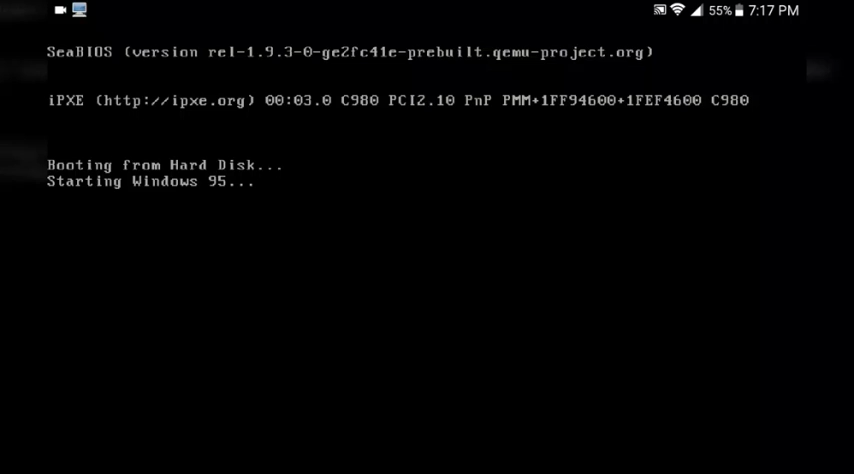 55% 7:17 PM
SeaBIOS (version rel-1.9.3-0-ge2fc41e-prebuilt.qemu-project.org)
iPXE (http://ipxe.org) 00:03.0 C980 PCI2.10 PnP PMM+1FF94600+1FEF4600 C980
Booting from Hard Disk...
Starting Windows 95...